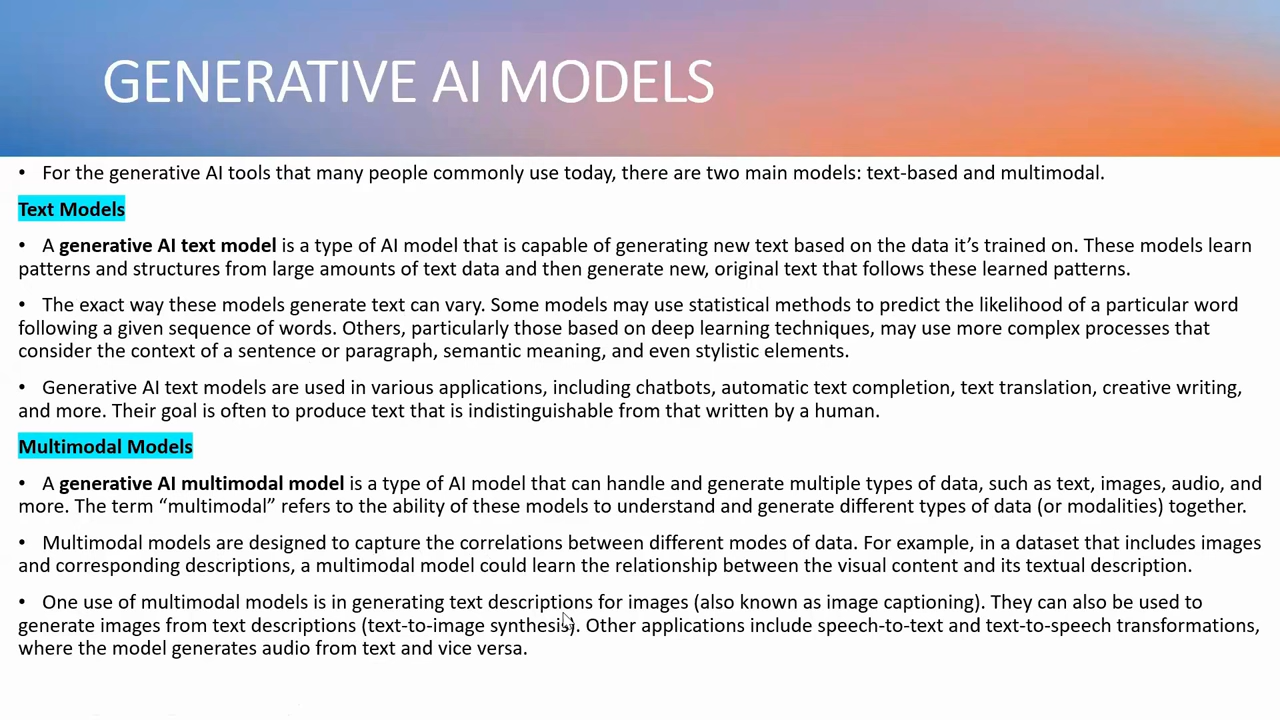 GENERATIVE AI MODELS
• For the generative AI tools that many people commonly use today, there are two main models: text-based and multimodal.
Text Models
• A generative AI text model is a type of AI model that is capable of generating new text based on the data it’s trained on. These models learn
patterns and structures from large amounts of text data and then generate new, original text that follows these learned patterns.
• The exact way these models generate text can vary. Some models may use statistical methods to predict the likelihood of a particular word
following a given sequence of words. Others, particularly those based on deep learning techniques, may use more complex processes that
consider the context of a sentence or paragraph, semantic meaning, and even stylistic elements.
• Generative AI text models are used in various applications, including chatbots, automatic text completion, text translation, creative writing,
and more. Their goal is often to produce text that is indistinguishable from that written by a human.
Multimodal Models
• A generative AI multimodal model is a type of AI model that can handle and generate multiple types of data, such as text, images, audio, and
more. The term “multimodal” refers to the ability of these models to understand and generate different types of data (or modalities) together.
• Multimodal models are designed to capture the correlations between different modes of data. For example, in a dataset that includes images
and corresponding descriptions, a multimodal model could learn the relationship between the visual content and its textual description.
• One use of multimodal models is in generating text descriptions for images (also known as image captioning). They can also be used to
generate images from text descriptions (text-to-image synthesis). Other applications include speech-to-text and text-to-speech transformations,
where the model generates audio from text and vice versa.